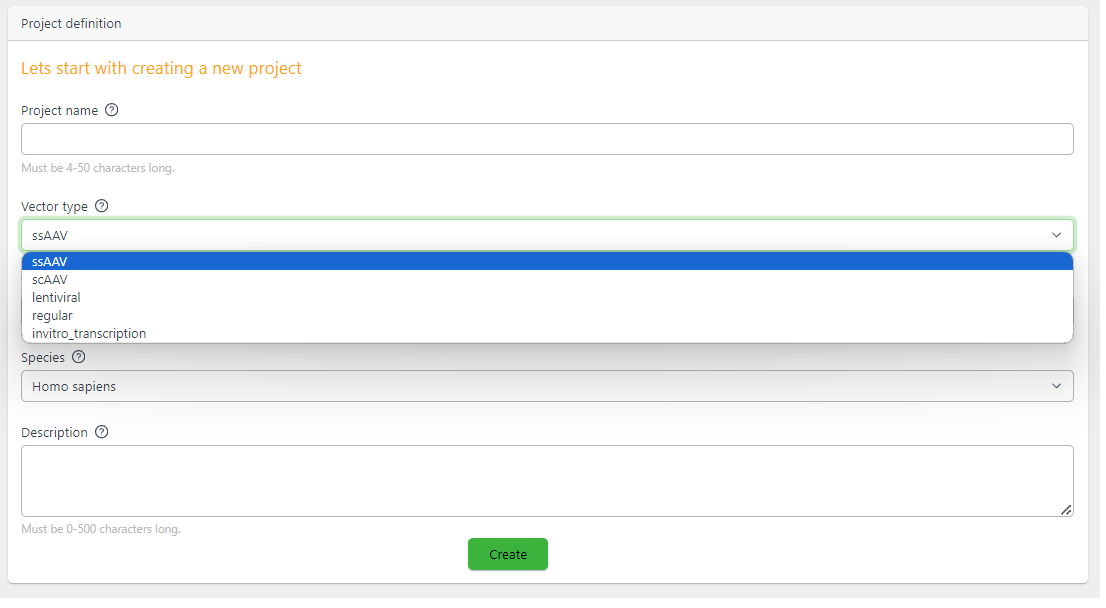 Project definition
Lets start with creating a new project
Project name
Must be 4-50 characters long.
Vector type
ssAAV
ssAAV
scAAV
lentiviral
regular
invitro_transcription
Species
Homo sapiens
Description
Must be 0-500 characters long.
Create